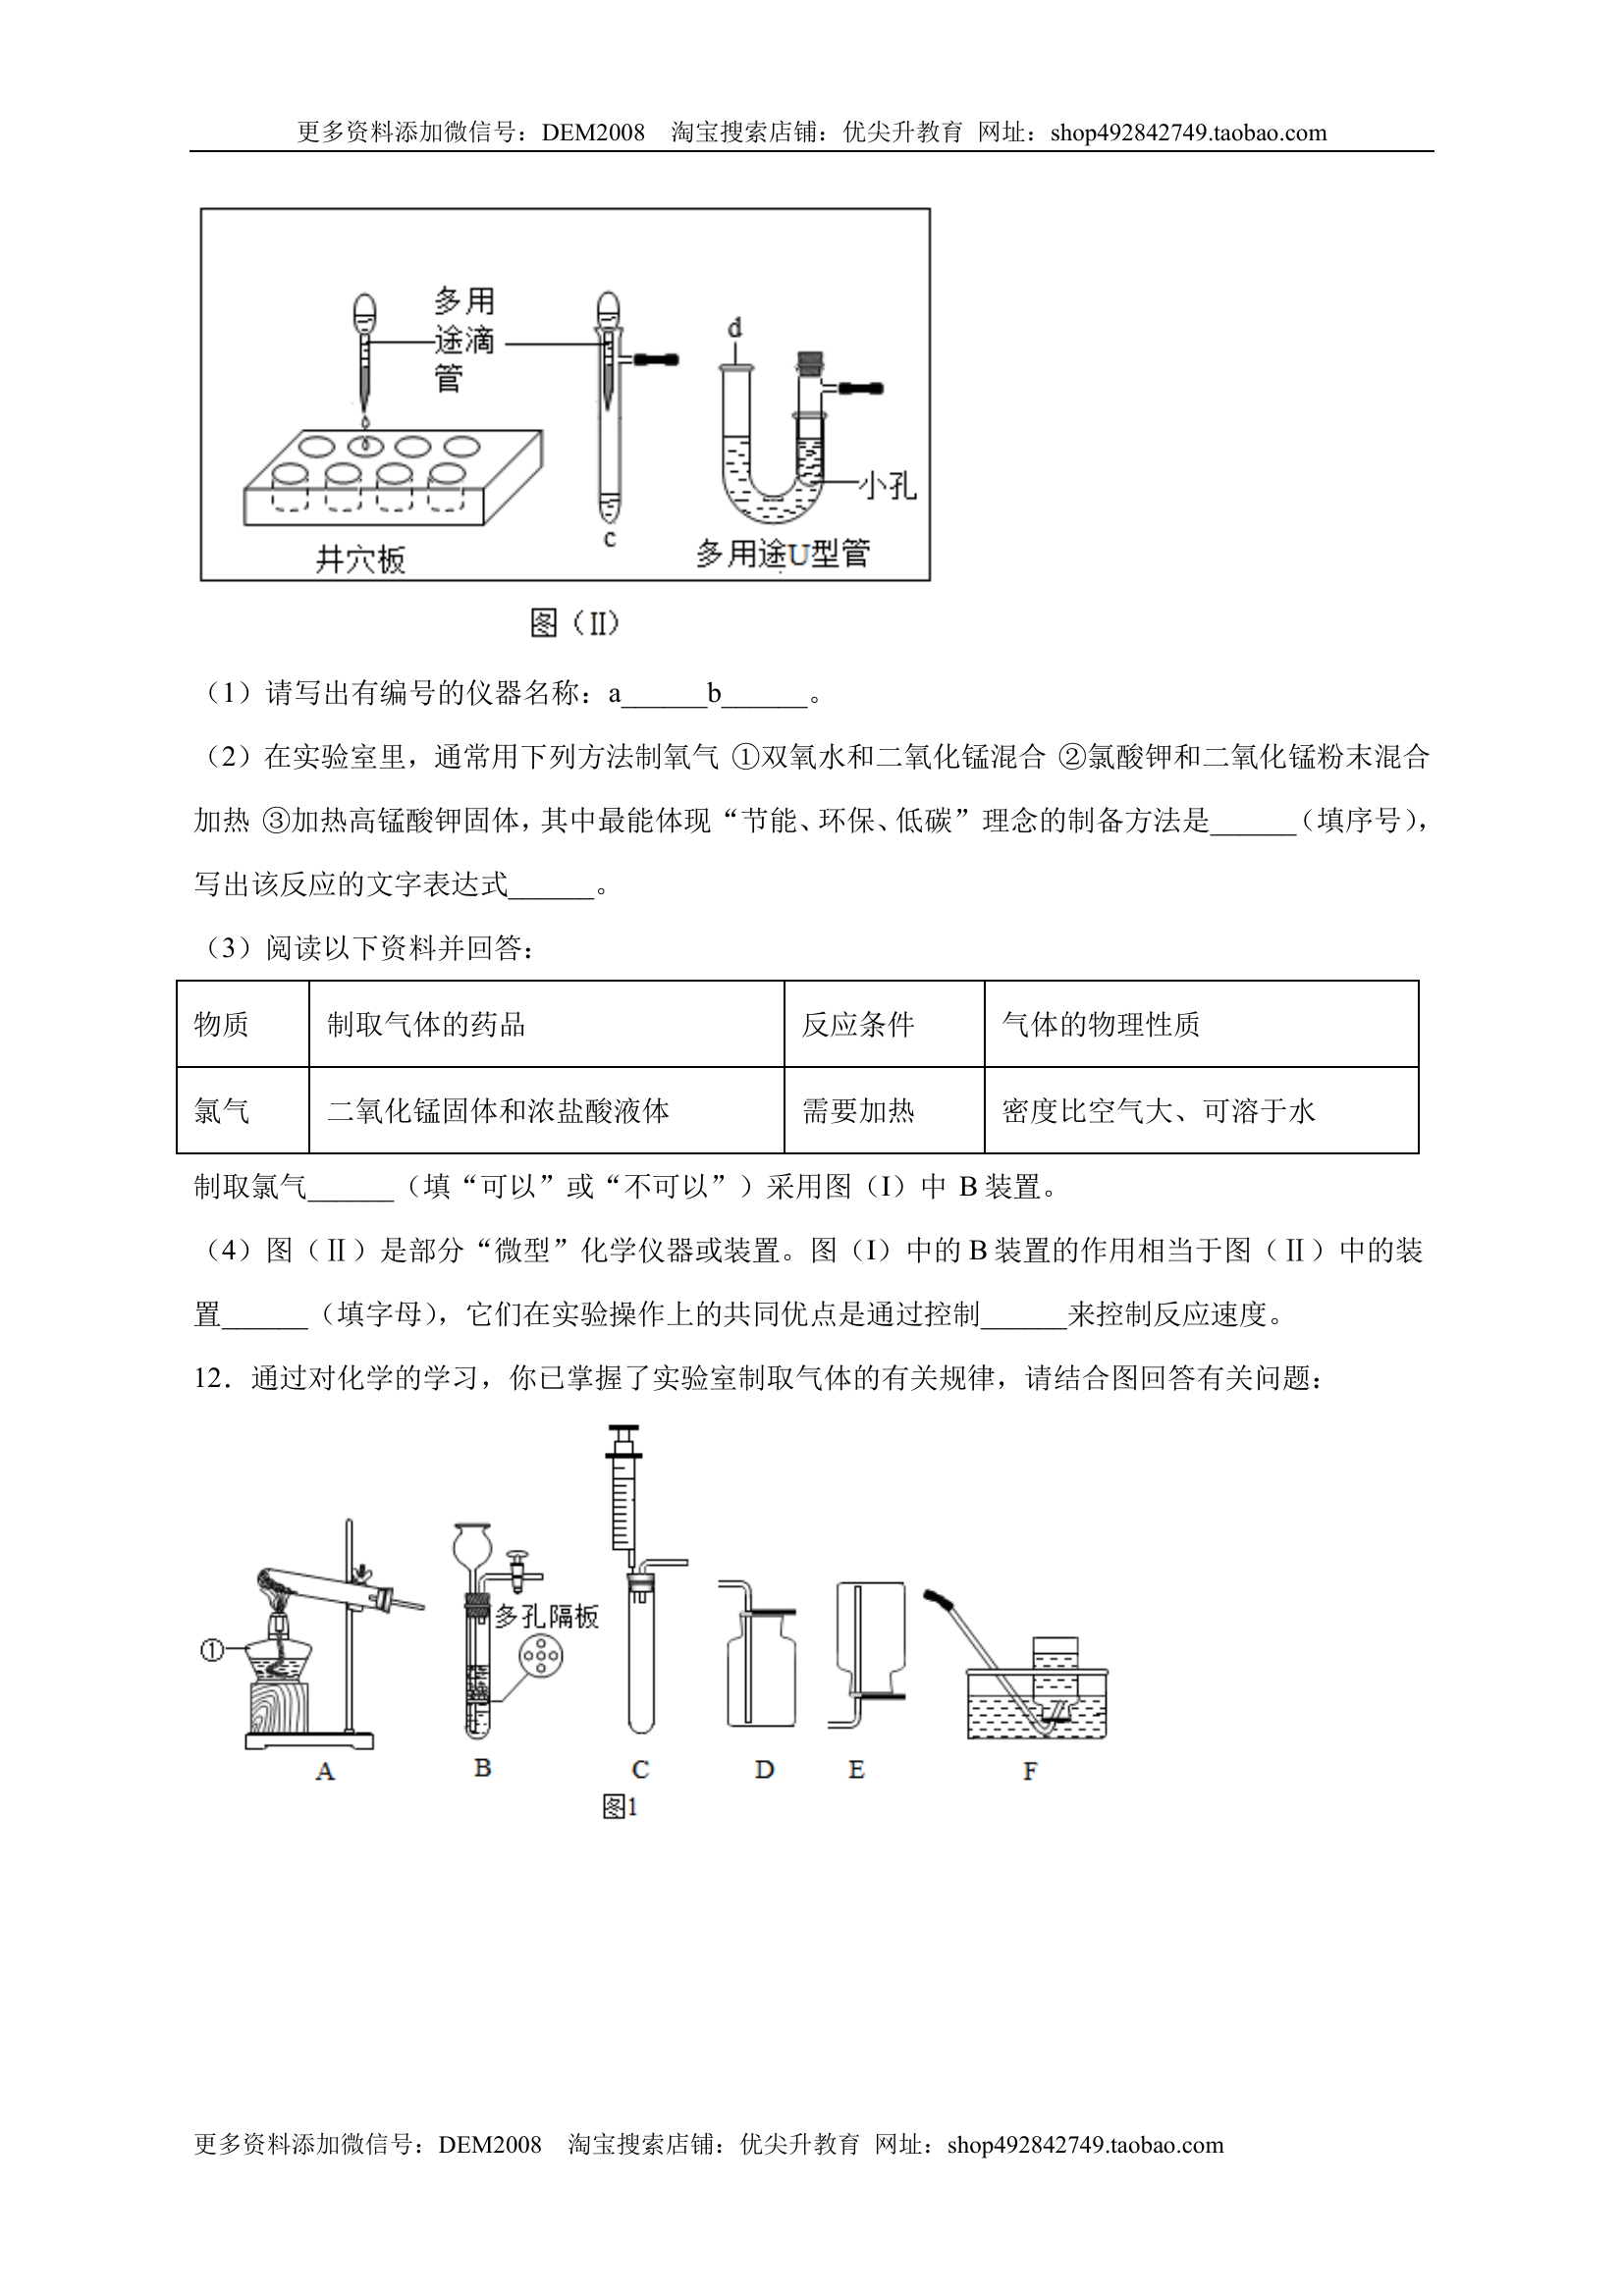 更多资料添加微信号：DEM2008 淘宝搜索店铺：优尖升教育 网址：shop492842749.taobao.com
多用
途滴
管
d
小孔
c
井穴板
多用途U型管
图（Ⅱ）
（1）请写出有编号的仪器名称：a______b______。
（2）在实验室里，通常用下列方法制氧气 ①双氧水和二氧化锰混合 ②氯酸钾和二氧化锰粉末混合
加热 ③加热高锰酸钾固体，其中最能体现“节能、环保、低碳”理念的制备方法是______（填序号），
写出该反应的文字表达式______。
（3）阅读以下资料并回答：
物质 制取气体的药品 反应条件 气体的物理性质
氯气 二氧化锰固体和浓盐酸液体 需要加热 密度比空气大、可溶于水
制取氯气______（填“可以”或“不可以”）采用图（I）中 B 装置。
（4）图（Ⅱ）是部分“微型”化学仪器或装置。图（I）中的 B 装置的作用相当于图（Ⅱ）中的装
置______（填字母），它们在实验操作上的共同优点是通过控制______来控制反应速度。
12．通过对化学的学习，你已掌握了实验室制取气体的有关规律，请结合图回答有关问题：
①
多孔隔板
A B C D E F
图1
更多资料添加微信号：DEM2008 淘宝搜索店铺：优尖升教育 网址：shop492842749.taobao.com